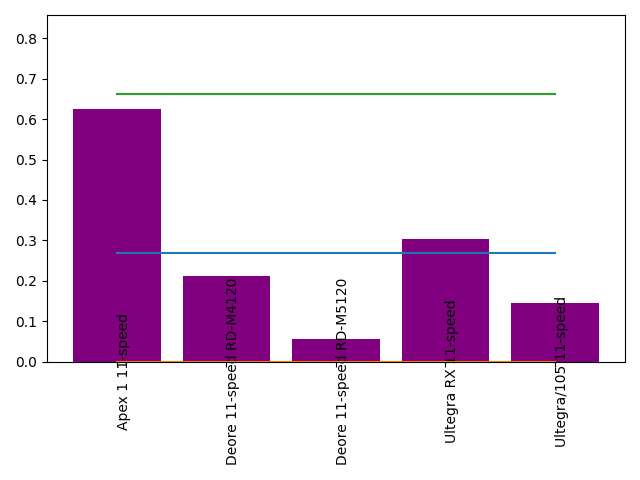 0.8
0.7
0.6
0.5
0.4
0.3
0.2
0.1
0.0
Apex 1 11-speed
Deore 11-speed RD-M4120
Deore 11-speed RD-M5120
Ultegra RX 11-speed
Ultegra/105 11-speed